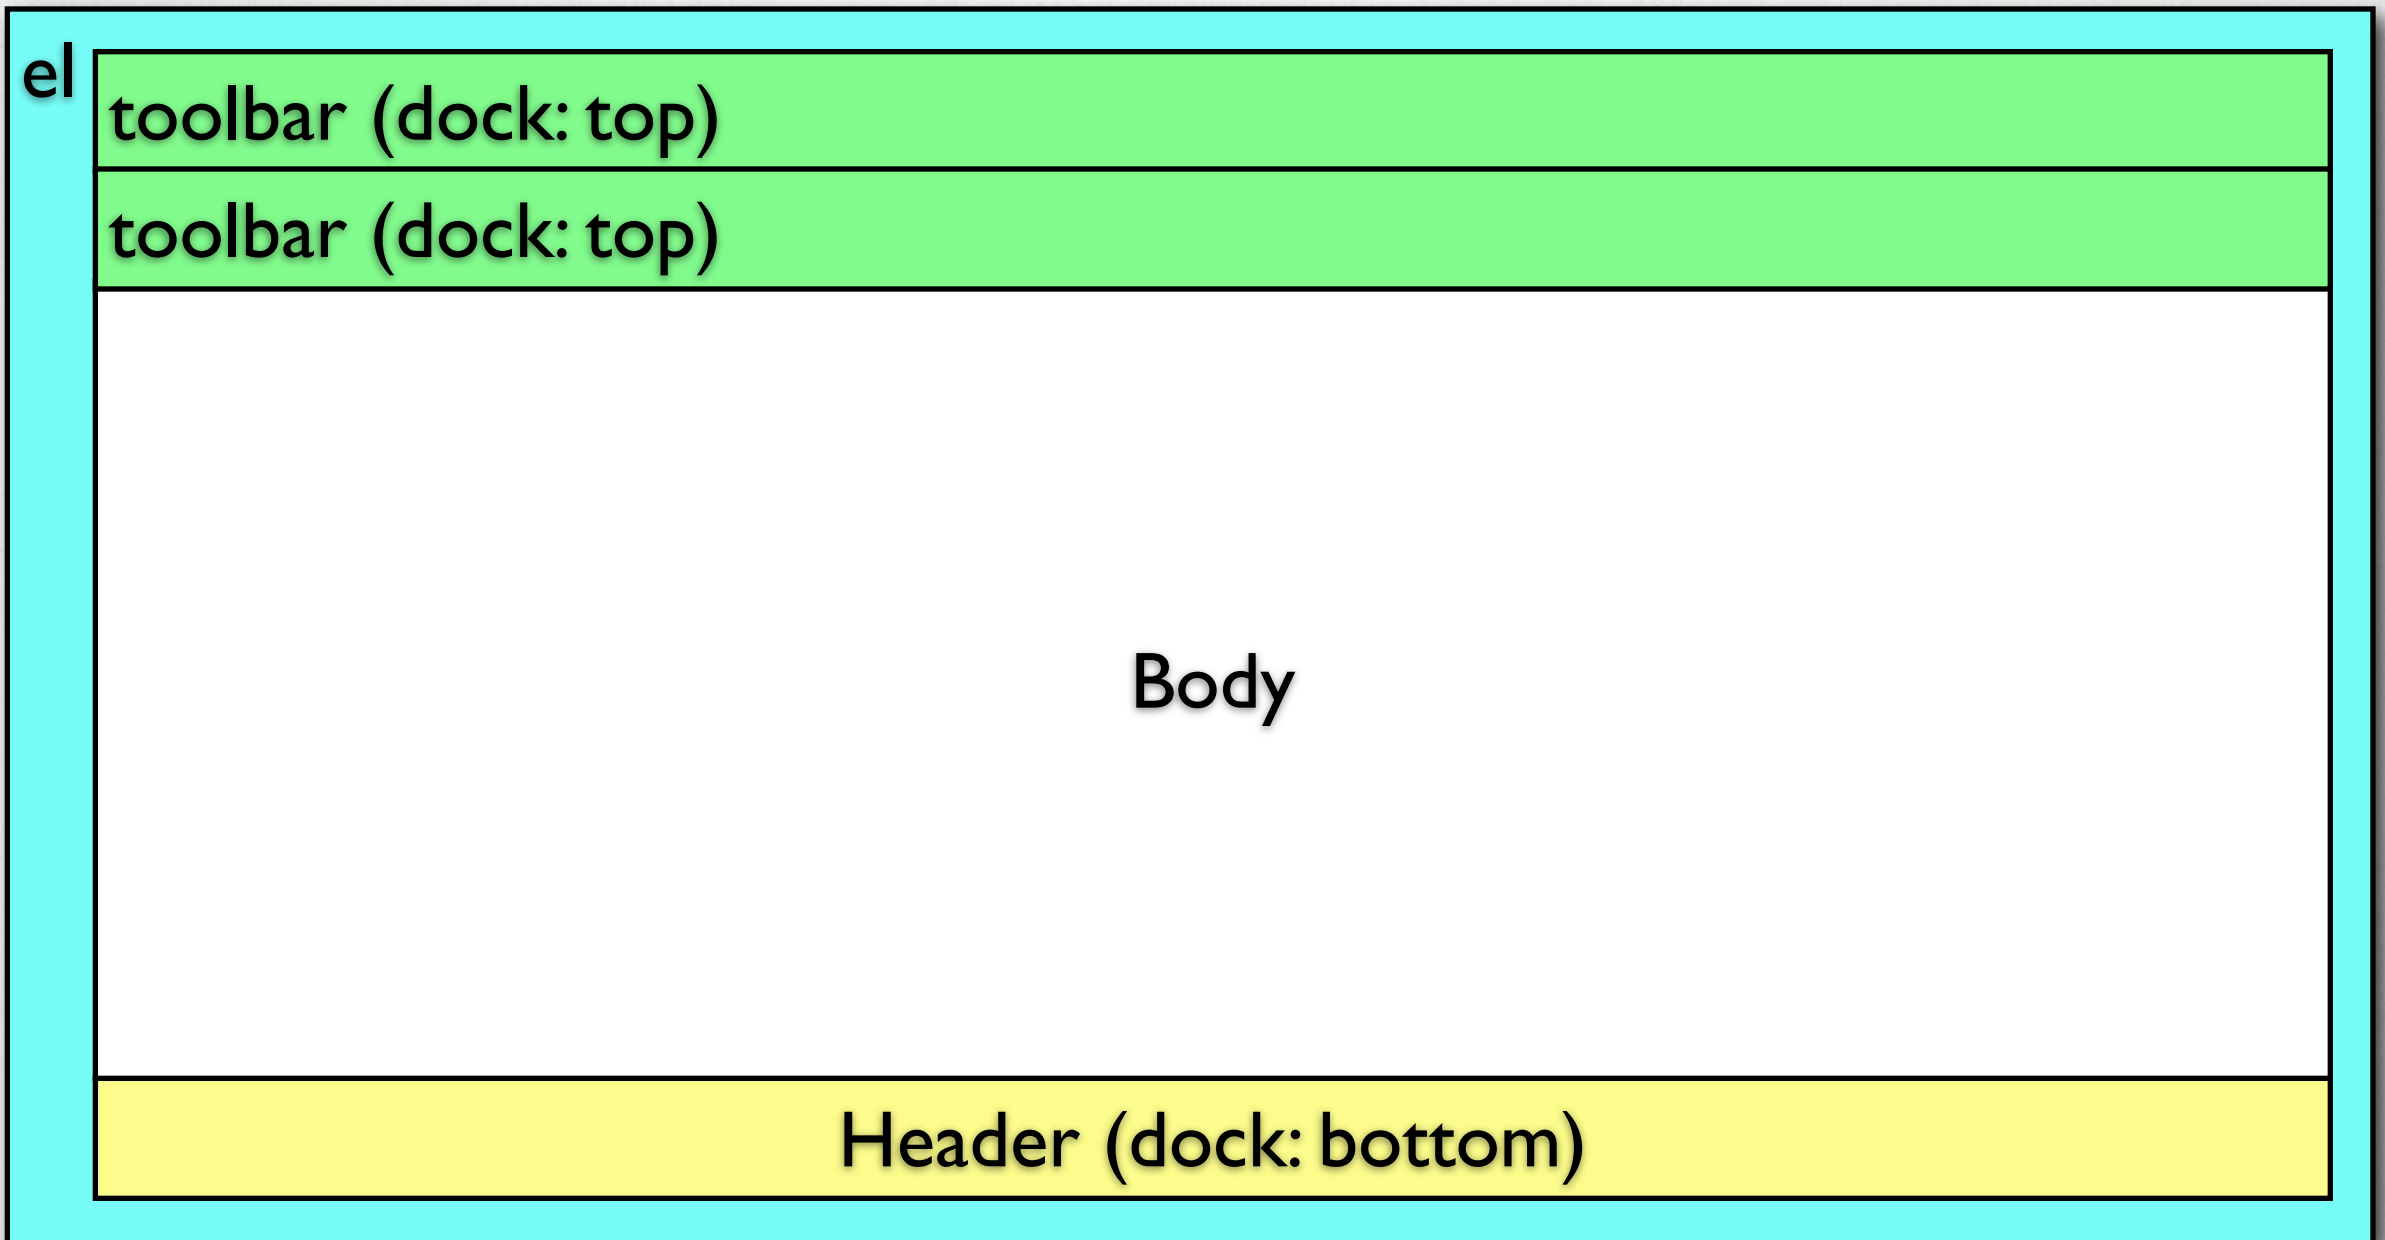 el
toolbar (dock: top)
toolbar (dock: top)
Body
Header (dock: bottom)